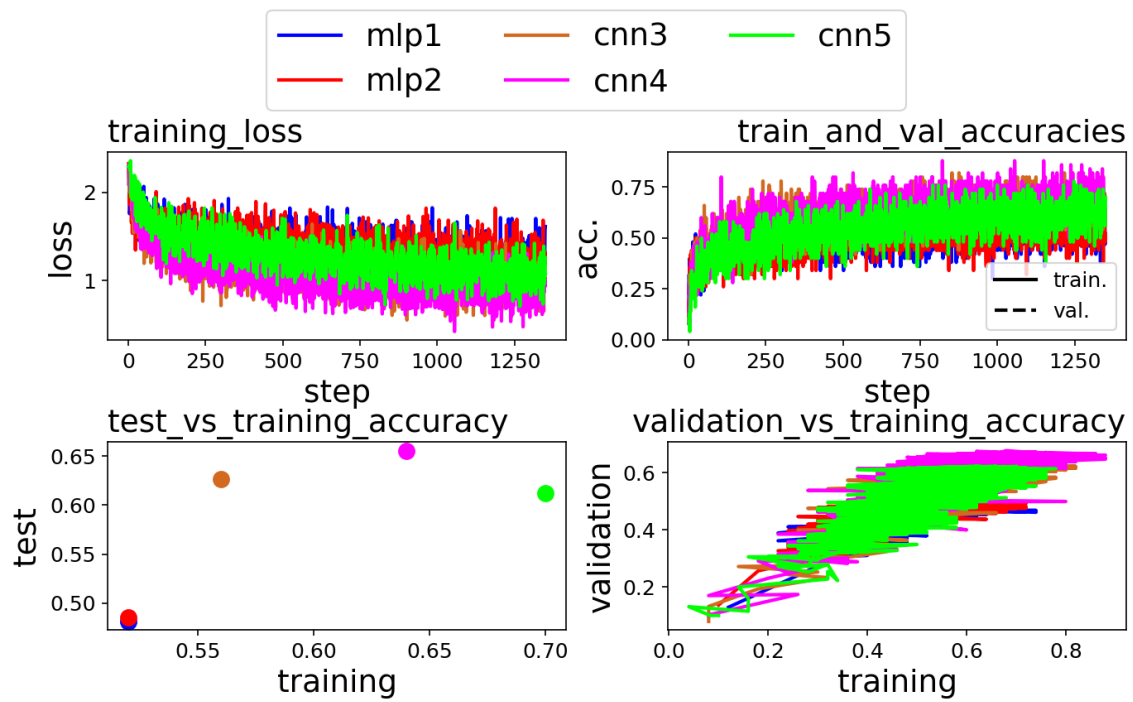 mlp1 cnn3 cnn5
mlp2 cnn4
training_loss
loss
2
1
0 250 500 750 1000 1250
step
train_and_val_accuracies
acc.
0.75
0.50
0.25
0.00
train.
val.
0 250 500 750 1000 1250
step
test_vs_training_accuracy
test
0.65
0.60
0.55
0.50
0.55 0.60 0.65 0.70
training
validation_vs_training_accuracy
validation
0.6
0.4
0.2
0.0 0.2 0.4 0.6 0.8
training